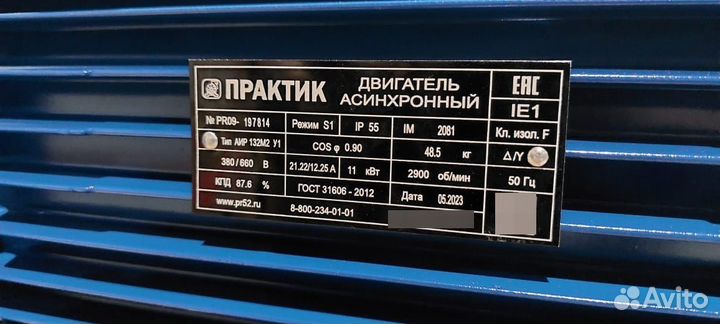 ПРАКТИК ДВИГАТЕЛЬ АСИНХРОННЫЙ EAC
IE1
№ PR09- 197814 Режим S1 IP 55 IM 2081 Кл. изол. F
Тип АИР 132М2 У1 COS φ 0.90 48.5 кг Δ/Y
380/660 В 21.22/12.25 А 11 кВт 2900 об/мин 50 Гц
КПД 87.6 % ГОСТ 31606 - 2012 Дата 05.2023
www.pr52.ru 8-800-234-01-01
Avito